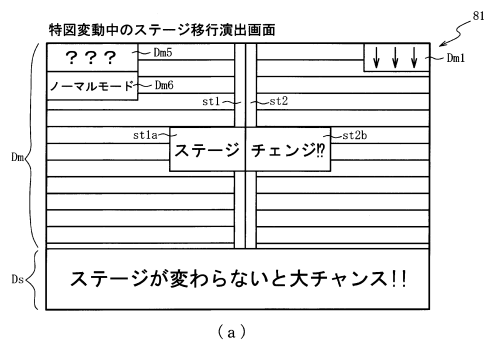 特図変動中のステージ移行演出画面
81
？？？
Dm5
↓↓↓
Dm1
ノーマルモード
Dm6
st1
st2
st1a
st2b
ステージ
チェンジ!?
Dm
Ds
ステージが変わらないと大チャンス!!
(a)